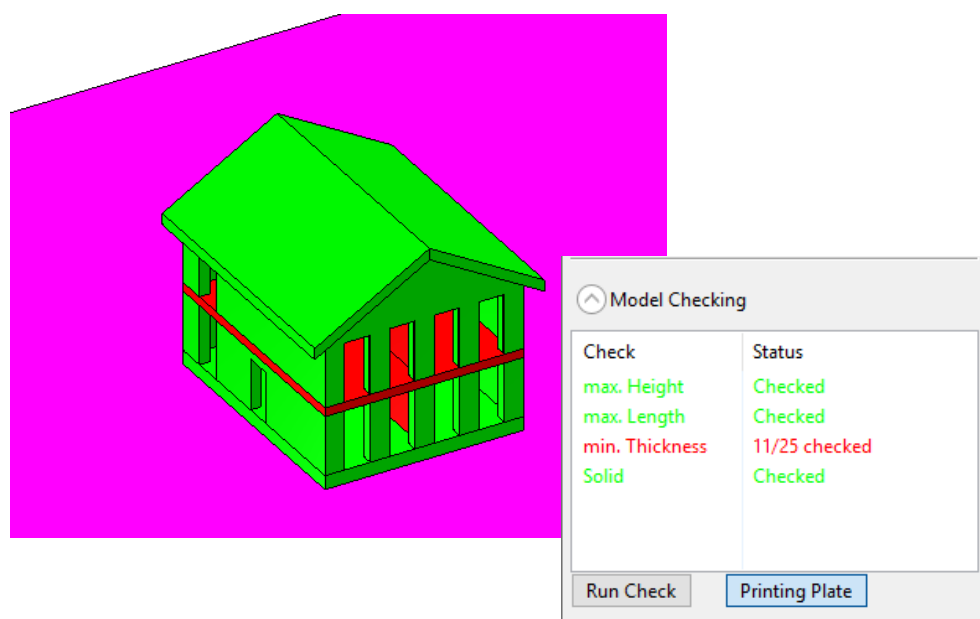 Model Checking
Check Status
max. Height Checked
max. Length Checked
min. Thickness 11/25 checked
Solid Checked
Run Check Printing Plate